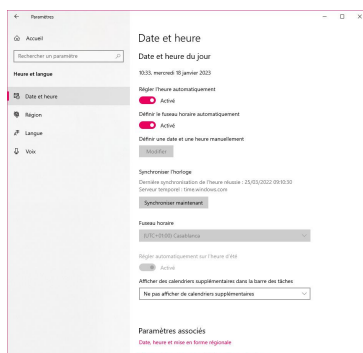 Paramètres
Accueil
Rechercher un paramètre
Heure et langue
Date et heure
Région
Langue
Voix
Date et heure
Date et heure du jour
10:33, mercredi 18 janvier 2023
Régler l'heure automatiquement
Activé
Définir le fuseau horaire automatiquement
Activé
Définir une date et une heure manuellement
Modifier
Synchroniser l'horloge
Dernière synchronisation de l'heure réussie : 25/03/2022 09:10:30
Serveur temporel : time.windows.com
Synchroniser maintenant
Fuseau horaire
(UTC+01:00) Casablanca
Régler automatiquement sur l'heure d'été
Activé
Afficher des calendriers supplémentaires dans la barre des tâches
Ne pas afficher de calendriers supplémentaires
Paramètres associés
Date, heure et mise en forme régionale